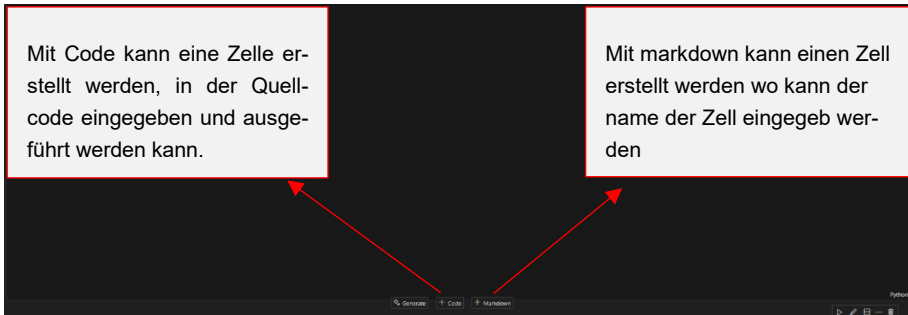 Mit Code kann eine Zelle er-
stellt werden, in der Quell-
code eingegeben und ausge-
führt werden kann.
Mit markdown kann einen Zell
erstellt werden wo kann der
name der Zell eingegeb wer-
den
Python
Generate + Code + Markdown